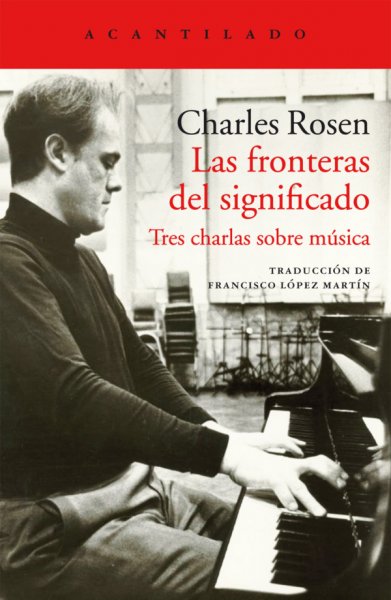 ACANTILADO
Charles Rosen
Las fronteras
del significado
Tres charlas sobre música
TRADUCCIÓN DE
FRANCISCO LÓPEZ MARTÍN